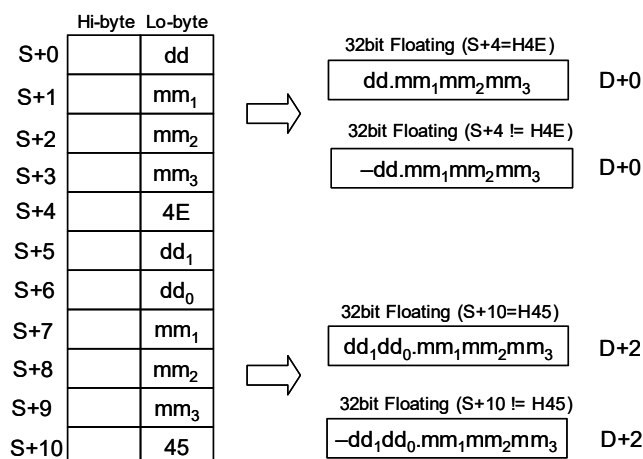 Hi-byte Lo-byte
S+0 dd
S+1 mm₁
S+2 mm₂
S+3 mm₃
S+4 4E
S+5 dd₁
S+6 dd₀
S+7 mm₁
S+8 mm₂
S+9 mm₃
S+10 45
32bit Floating (S+4=H4E)
dd.mm₁mm₂mm₃ D+0
32bit Floating (S+4 != H4E)
–dd.mm₁mm₂mm₃ D+0
32bit Floating (S+10=H45)
dd₁dd₀.mm₁mm₂mm₃ D+2
32bit Floating (S+10 != H45)
–dd₁dd₀.mm₁mm₂mm₃ D+2